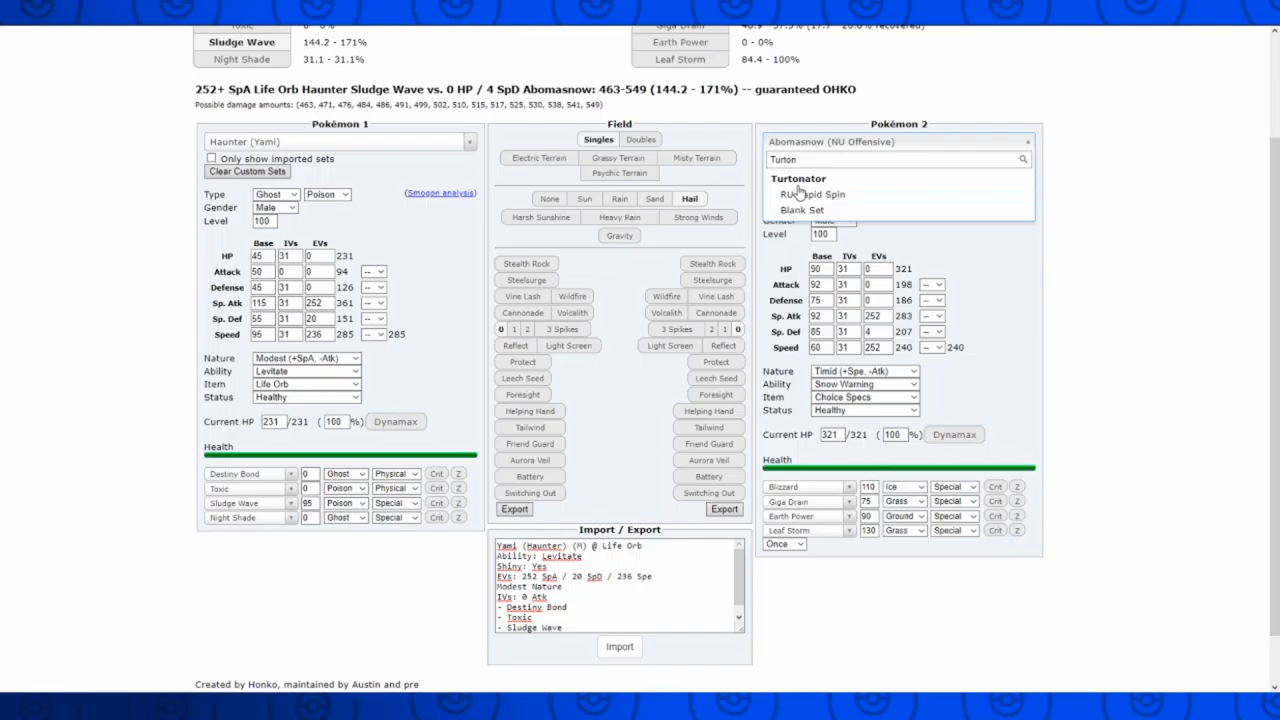 Toxic 0 - 0%
Sludge Wave 144.2 - 171%
Night Shade 31.1 - 31.1%
Earth Power 0 - 0%
Leaf Storm 84.4 - 100%
252+ SpA Life Orb Haunter Sludge Wave vs. 0 HP / 4 SpD Abomasnow: 463-549 (144.2 - 171%) -- guaranteed OHKO
Possible damage amounts: (463, 471, 476, 484, 486, 491, 499, 502, 510, 515, 517, 525, 530, 538, 541, 549)
Pokémon 1
Haunter (Yami)
Only show imported sets
Clear Custom Sets
Type Ghost Poison (Smogon analysis)
Gender Male
Level 100
Base IVs EVs
HP 45 31 0 231
Attack 50 0 0 94 --
Defense 45 31 0 126 --
Sp. Atk 115 31 252 361 --
Sp. Def 55 31 20 151 --
Speed 95 31 236 285 -- 285
Nature Modest (+SpA, -Atk)
Ability Levitate
Item Life Orb
Status Healthy
Current HP 231 /231 ( 100 %) Dynamax
Health
Destiny Bond 0 Ghost Physical Crit Z
Toxic 0 Poison Physical Crit Z
Sludge Wave 95 Poison Special Crit Z
Night Shade 0 Ghost Special Crit Z
Field
Singles Doubles
Electric Terrain Grassy Terrain Misty Terrain
Psychic Terrain
None Sun Rain Sand Hail
Harsh Sunshine Heavy Rain Strong Winds
Gravity
Stealth Rock Stealth Rock
Steelsurge Steelsurge
Vine Lash Wildfire Wildfire Vine Lash
Cannonade Volcalith Volcalith Cannonade
0 1 2 3 Spikes 3 Spikes 2 1 0
Reflect Light Screen Light Screen Reflect
Protect Protect
Leech Seed Leech Seed
Foresight Foresight
Helping Hand Helping Hand
Tailwind Tailwind
Friend Guard Friend Guard
Aurora Veil Aurora Veil
Battery Battery
Switching Out Switching Out
Export Export
Import / Export
Yami (Haunter) (M) @ Life Orb
Ability: Levitate
Shiny: Yes
EVs: 252 SpA / 20 SpD / 236 Spe
Modest Nature
IVs: 0 Atk
- Destiny Bond
- Toxic
- Sludge Wave
Import
Pokémon 2
Abomasnow (NU Offensive)
Turton
Turtonator
Spin
Blank Set
Level 100
Base IVs EVs
HP 90 31 0 321
Attack 92 31 0 198 --
Defense 75 31 0 186 --
Sp. Atk 92 31 252 283 --
Sp. Def 85 31 4 207 --
Speed 60 31 252 240 -- 240
Nature Timid (+Spe, -Atk)
Ability Snow Warning
Item Choice Specs
Status Healthy
Current HP 321 /321 ( 100 %) Dynamax
Health
Blizzard 110 Ice Special Crit Z
Giga Drain 75 Grass Special Crit Z
Earth Power 90 Ground Special Crit Z
Leaf Storm 130 Grass Special Crit Z
Once
Created by Honko, maintained by Austin and pre